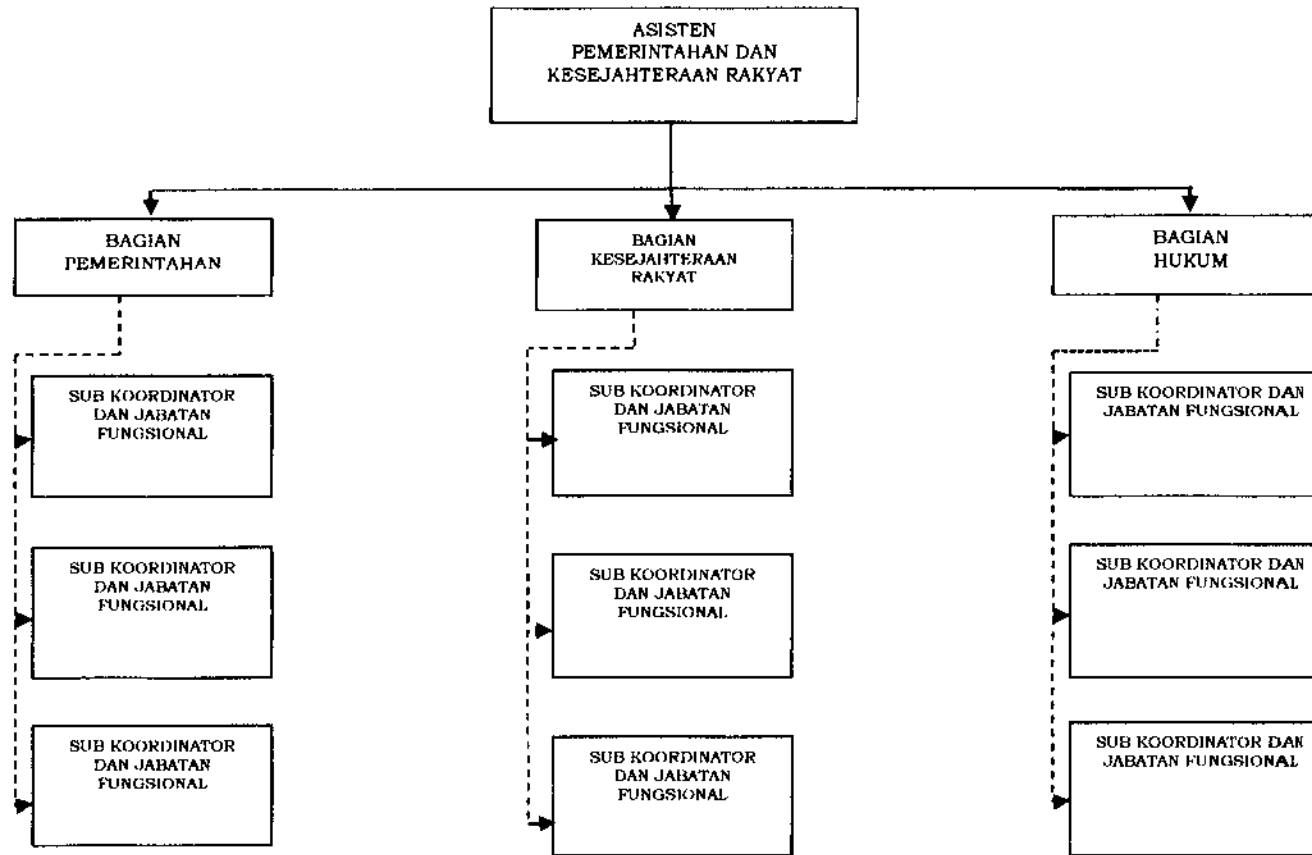 ASISTEN
PEMERINTAHAN DAN
KESEJAHTERAAN RAKYAT
BAGIAN
PEMERINTAHAN
BAGIAN
KESEJAHTERAAN
RAKYAT
BAGIAN
HUKUM
SUB KOORDINATOR
DAN JABATAN
FUNGSIONAL
SUB KOORDINATOR
DAN JABATAN
FUNGSIONAL
SUB KOORDINATOR DAN
JABATAN FUNGSIONAL
SUB KOORDINATOR
DAN JABATAN
FUNGSIONAL
SUB KOORDINATOR
DAN JABATAN
FUNGSIONAL
SUB KOORDINATOR DAN
JABATAN FUNGSIONAL
SUB KOORDINATOR
DAN JABATAN
FUNGSIONAL
SUB KOORDINATOR
DAN JABATAN
FUNGSIONAL
SUB KOORDINATOR DAN
JABATAN FUNGSIONAL